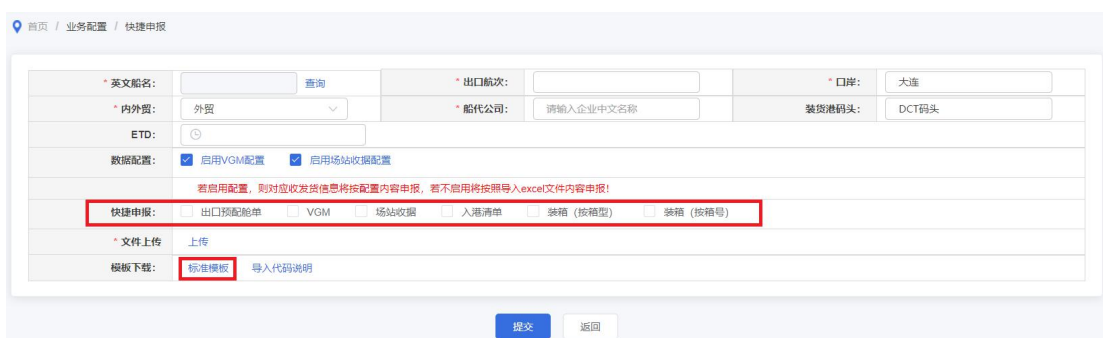 首页 / 业务配置 / 快捷申报
* 英文船名: 查询 * 出口航次: * 口岸: 大连
* 内外贸: 外贸 * 船代公司: 请输入企业中文名称 装货港码头: DCT码头
ETD:
数据配置: 启用VGM配置 启用场站收据配置
若启用配置，则对应收发货信息将按配置内容申报，若不启用将按照导入excel文件内容申报！
快捷申报: 出口预配舱单 VGM 场站收据 入港清单 装箱（按箱型） 装箱（按箱号）
* 文件上传 上传
模板下载: 标准模板 导入代码说明
提交 返回